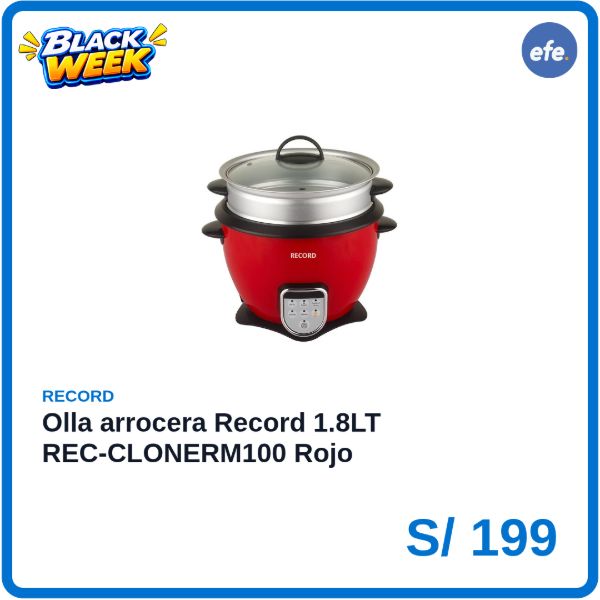 BLACK
WEEK
efe.
RECORD
RECORD
Olla arrocera Record 1.8LT
REC-CLONERM100 Rojo
S/ 199